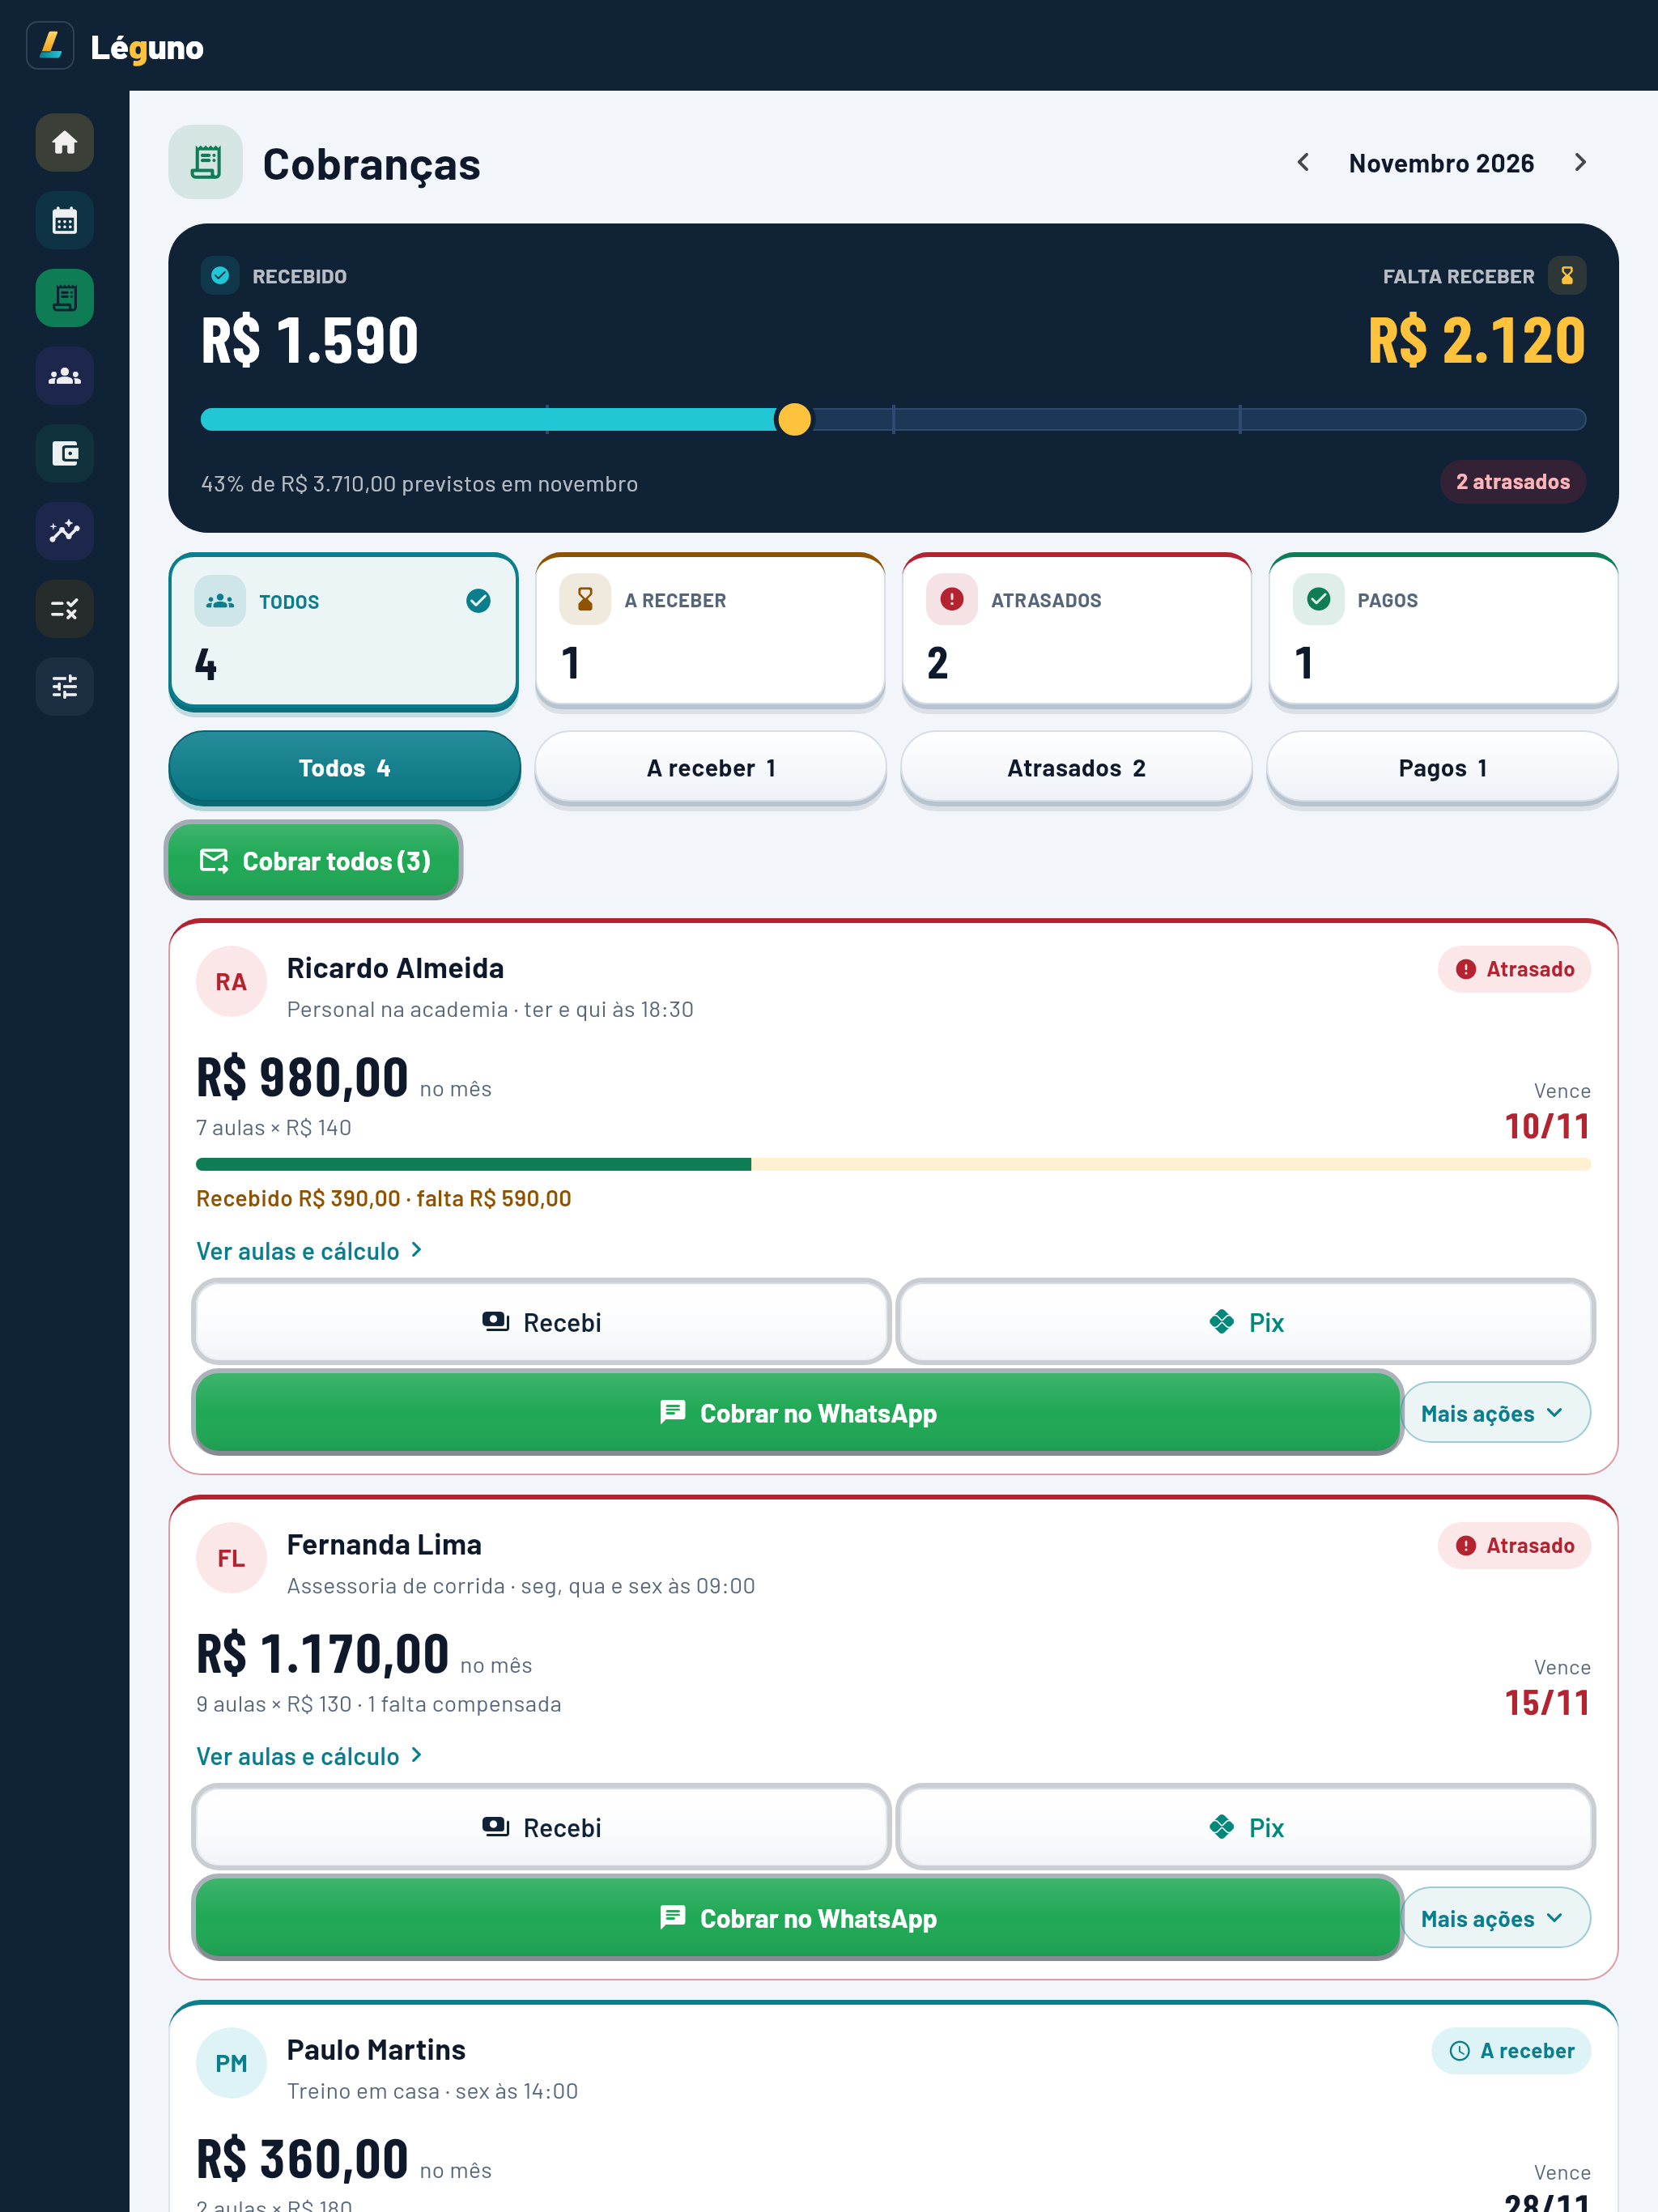 Léguno
Cobranças
Novembro 2026
RECEBIDO
FALTA RECEBER
R$ 1.590
R$ 2.120
43% de R$ 3.710,00 previstos em novembro
2 atrasados
TODOS
4
A RECEBER
1
ATRASADOS
2
PAGOS
1
Todos 4
A receber 1
Atrasados 2
Pagos 1
Cobrar todos (3)
RA
Ricardo Almeida
Personal na academia · ter e qui às 18:30
Atrasado
R$ 980,00 no mês
7 aulas × R$ 140
Vence
10/11
Recebido R$ 390,00 · falta R$ 590,00
Ver aulas e cálculo
Recebi
Pix
Cobrar no WhatsApp
Mais ações
FL
Fernanda Lima
Assessoria de corrida · seg, qua e sex às 09:00
Atrasado
R$ 1.170,00 no mês
9 aulas × R$ 130 · 1 falta compensada
Vence
15/11
Ver aulas e cálculo
Recebi
Pix
Cobrar no WhatsApp
Mais ações
PM
Paulo Martins
Treino em casa · sex às 14:00
A receber
R$ 360,00 no mês
2 aulas × R$ 180
Vence
28/11